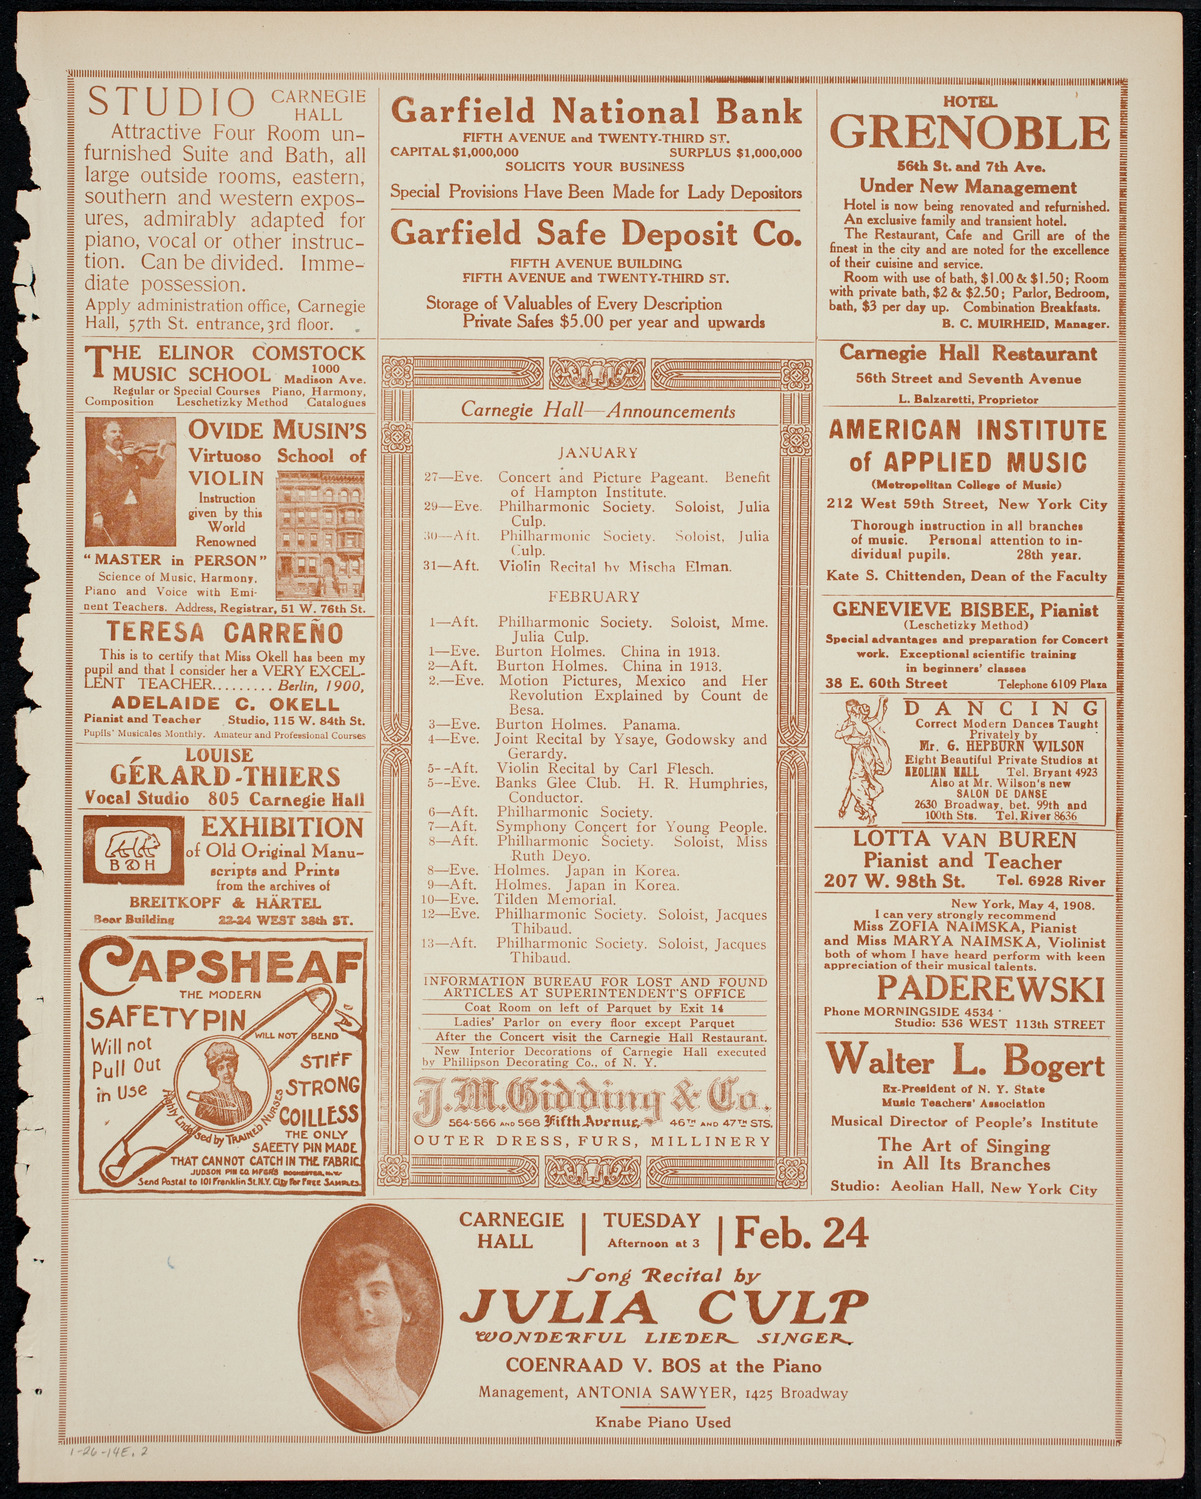 STUDIO CARNEGIE
HALL
Attractive Four Room un-
furnished Suite and Bath, all
large outside rooms, eastern,
southern and western expos-
ures, admirably adapted for
piano, vocal or other instruc-
tion. Can be divided. Imme-
diate possession.
Apply administration office, Carnegie
Hall, 57th St. entrance, 3rd floor.
THE ELINOR COMSTOCK
MUSIC SCHOOL 1000
Madison Ave.
Regular or Special Courses Piano, Harmony,
Composition Leschetizky Method Catalogues
OVIDE MUSIN'S
Virtuoso School of
VIOLIN
Instruction
given by this
World
Renowned
"MASTER in PERSON"
Science of Music, Harmony,
Piano and Voice with Emi-
nent Teachers. Address, Registrar, 51 W. 76th St.
TERESA CARREÑO
This is to certify that Miss Okell has been my
pupil and that I consider her a VERY EXCEL-
LENT TEACHER......... Berlin, 1900,
ADELAIDE C. OKELL
Pianist and Teacher Studio, 115 W. 84th St.
Pupils' Musicales Monthly. Amateur and Professional Courses
LOUISE
GÉRARD-THIERS
Vocal Studio 805 Carnegie Hall
B & H
EXHIBITION
of Old Original Manu-
scripts and Prints
from the archives of
BREITKOPF & HÄRTEL
Bear Building 22-24 WEST 38th ST.
CAPSHEAF
THE MODERN
SAFETY PIN
WILL NOT BEND
Will not
Pull Out
in Use
STIFF
STRONG
COILLESS
Highly Endorsed by TRAINED NURSES
THE ONLY
SAFETY PIN MADE
THAT CANNOT CATCH IN THE FABRIC
JUDSON PIN CO. MFGRS ROCHESTER, N.Y.
Send Postal to 101 Franklin St. N.Y. City for FREE SAMPLES
Garfield National Bank
FIFTH AVENUE and TWENTY-THIRD ST.
CAPITAL $1,000,000 SURPLUS $1,000,000
SOLICITS YOUR BUSINESS
Special Provisions Have Been Made for Lady Depositors
Garfield Safe Deposit Co.
FIFTH AVENUE BUILDING
FIFTH AVENUE and TWENTY-THIRD ST.
Storage of Valuables of Every Description
Private Safes $5.00 per year and upwards
Carnegie Hall—Announcements
JANUARY
27—Eve. Concert and Picture Pageant. Benefit
of Hampton Institute.
29—Eve. Philharmonic Society. Soloist, Julia
Culp.
30—Aft. Philharmonic Society. Soloist, Julia
Culp.
31—Aft. Violin Recital by Mischa Elman.
FEBRUARY
1—Aft. Philharmonic Society. Soloist, Mme.
Julia Culp.
1—Eve. Burton Holmes. China in 1913.
2—Aft. Burton Holmes. China in 1913.
2.—Eve. Motion Pictures, Mexico and Her
Revolution Explained by Count de
Besa.
3—Eve. Burton Holmes. Panama.
4—Eve. Joint Recital by Ysaye, Godowsky and
Gerardy.
5--Aft. Violin Recital by Carl Flesch.
5—Eve. Banks Glee Club. H. R. Humphries,
Conductor.
6—Aft. Philharmonic Society.
7—Aft. Symphony Concert for Young People.
8—Aft. Philharmonic Society. Soloist, Miss
Ruth Deyo.
8—Eve. Holmes. Japan in Korea.
9—Aft. Holmes. Japan in Korea.
10—Eve. Tilden Memorial.
12—Eve. Philharmonic Society. Soloist, Jacques
Thibaud.
13—Aft. Philharmonic Society. Soloist, Jacques
Thibaud.
INFORMATION BUREAU FOR LOST AND FOUND
ARTICLES AT SUPERINTENDENT'S OFFICE
Coat Room on left of Parquet by Exit 14
Ladies' Parlor on every floor except Parquet
After the Concert visit the Carnegie Hall Restaurant.
New Interior Decorations of Carnegie Hall executed
by Phillipson Decorating Co., of N. Y.
J.M. Gidding & Co.
564-566 AND 568 Fifth Avenue, 46TH AND 47TH STS.
OUTER DRESS, FURS, MILLINERY
HOTEL
GRENOBLE
56th St. and 7th Ave.
Under New Management
Hotel is now being renovated and refurnished.
An exclusive family and transient hotel.
The Restaurant, Cafe and Grill are of the
finest in the city and are noted for the excellence
of their cuisine and service.
Room with use of bath, $1.00 & $1.50; Room
with private bath, $2 & $2.50; Parlor, Bedroom,
bath, $3 per day up. Combination Breakfasts.
B. C. MUIRHEID, Manager.
Carnegie Hall Restaurant
56th Street and Seventh Avenue
L. Balzaretti, Proprietor
AMERICAN INSTITUTE
of APPLIED MUSIC
(Metropolitan College of Music)
212 West 59th Street, New York City
Thorough instruction in all branches
of music. Personal attention to in-
dividual pupils. 28th year.
Kate S. Chittenden, Dean of the Faculty
GENEVIEVE BISBEE, Pianist
(Leschetizky Method)
Special advantages and preparation for Concert
work. Exceptional scientific training
in beginners' classes
38 E. 60th Street Telephone 6109 Plaza
DANCING
Correct Modern Dances Taught
Privately by
Mr. G. HEPBURN WILSON
Eight Beautiful Private Studios at
AEOLIAN HALL Tel. Bryant 4923
Also at Mr. Wilson's new
SALON DE DANSE
2630 Broadway, bet. 99th and
100th Sts. Tel. River 8636
LOTTA VAN BUREN
Pianist and Teacher
207 W. 98th St. Tel. 6928 River
New York, May 4, 1908.
I can very strongly recommend
Miss ZOFIA NAIMSKA, Pianist
and Miss MARYA NAIMSKA, Violinist
both of whom I have heard perform with keen
appreciation of their musical talents.
PADEREWSKI
Phone MORNINGSIDE 4534
Studio: 536 WEST 113th STREET
Walter L. Bogert
Ex-President of N. Y. State
Music Teachers' Association
Musical Director of People's Institute
The Art of Singing
in All Its Branches
Studio: Aeolian Hall, New York City
CARNEGIE
HALL
TUESDAY
Afternoon at 3
Feb. 24
Song Recital by
JULIA CULP
WONDERFUL LIEDER SINGER
COENRAAD V. BOS at the Piano
Management, ANTONIA SAWYER, 1425 Broadway
Knabe Piano Used
1-26-14E. 2